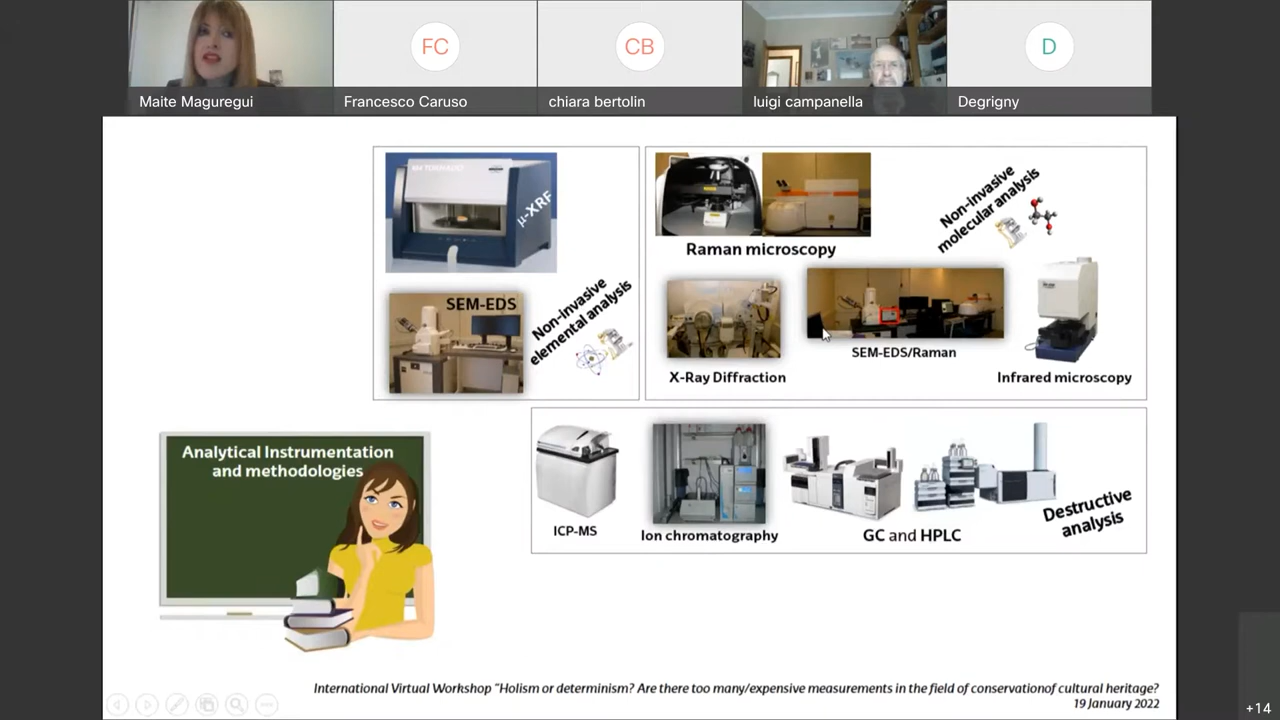 FC
CB
D
Maite Maguregui
Francesco Caruso
chiara bertolin
luigi campanella
Degrigny
μ-XRF
SEM-EDS
Non-invasive
elemental analysis
Raman microscopy
Non-invasive
molecular analysis
X-Ray Diffraction
SEM-EDS/Raman
Infrared microscopy
Analytical Instrumentation
and methodologies
ICP-MS
Ion chromatography
GC and HPLC
Destructive
analysis
International Virtual Workshop "Holism or determinism? Are there too many/expensive measurements in the field of conservationof cultural heritage?
19 January 2022
+14